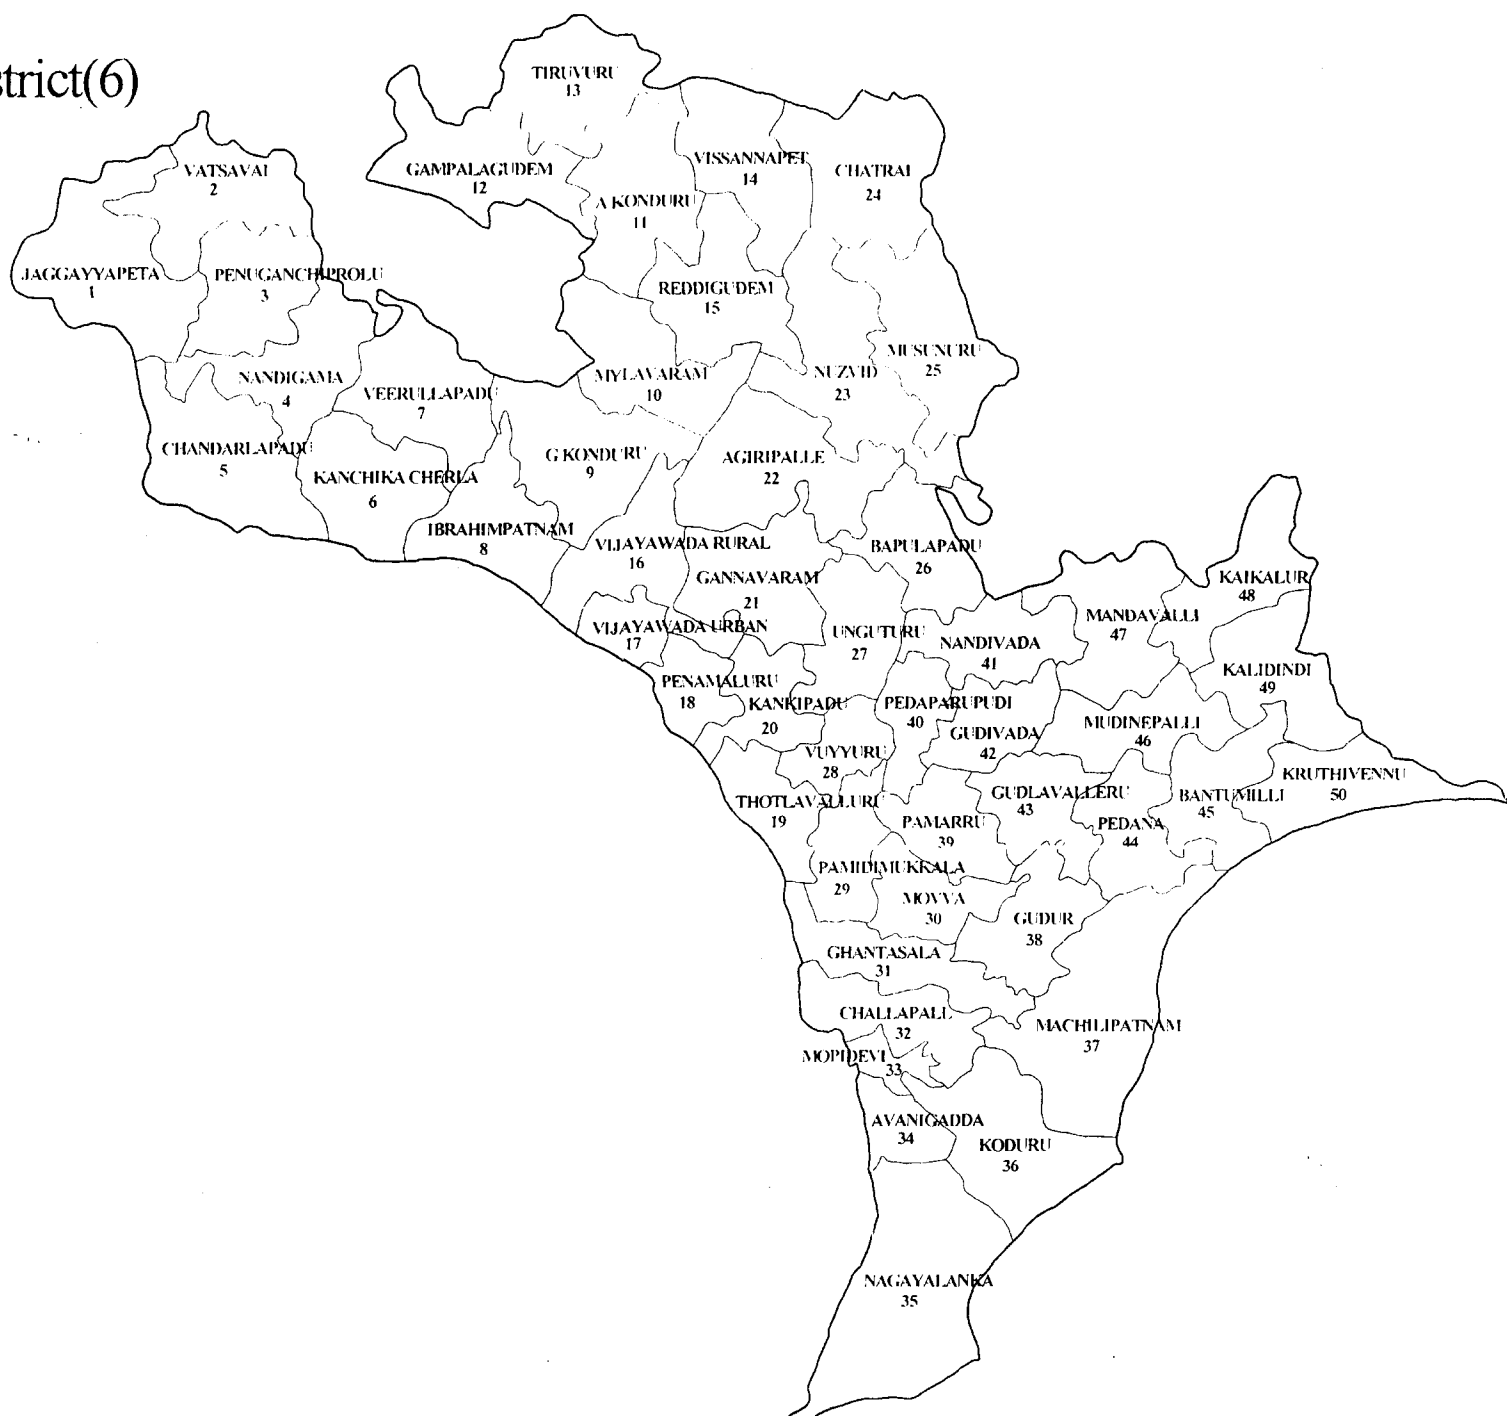 strict(6)
TIRUVURU
13
VATSAVAI
2
GAMPALAGUDEM
12
VISSANNAPET
14
CHATRAI
24
A KONDURU
11
JAGGAYYAPETA
1
PENUGANCHIPROLU
3
REDDIGUDEM
15
MUSUNURU
25
NANDIGAMA
4
VEERULLAPADU
7
MYLAVARAM
10
NUZVID
23
CHANDARLAPADU
5
KANCHIKA CHERLA
6
G KONDURU
9
AGIRIPALLE
22
IBRAHIMPATNAM
8
VIJAYAWADA RURAL
16
BAPULAPADU
26
GANNAVARAM
21
KAIKALUR
48
VIJAYAWADA URBAN
17
UNGUTURU
27
NANDIVADA
41
MANDAVALLI
47
PENAMALURU
18
KANKIPADU
20
PEDAPARUPUDI
40
KALIDINDI
49
GUDIVADA
42
MUDINEPALLI
46
VUYYURU
28
THOTLAVALLURU
19
GUDLAVALLERU
43
BANTUMILLI
45
KRUTHIVENNU
50
PAMARRU
39
PEDANA
44
PAMIDIMUKKALA
29
MOVVA
30
GUDUR
38
GHANTASALA
31
CHALLAPALL
32
MACHILIPATNAM
37
MOPIDEVI
33
AVANIGADDA
34
KODURU
36
NAGAYALANKA
35